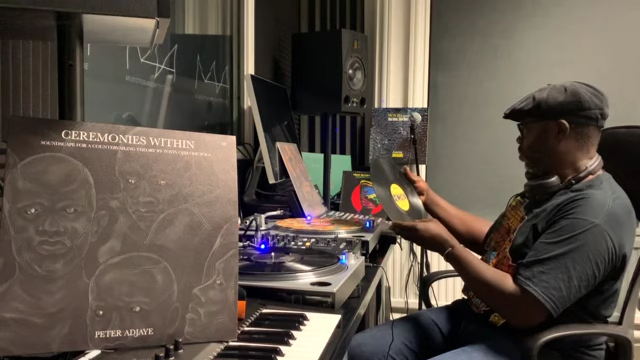 CEREMONIES WITHIN
SOUNDSCAPE FOR A COUNTERVAILING THEORY BY TOYIN OJIH ODUTOLA
PETER ADJAYE